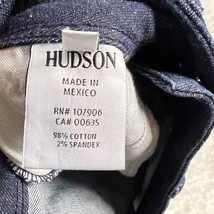 HUDSON
MADE IN
MEXICO
RN# 107906
CA# 00635
98% COTTON
2% SPANDEX